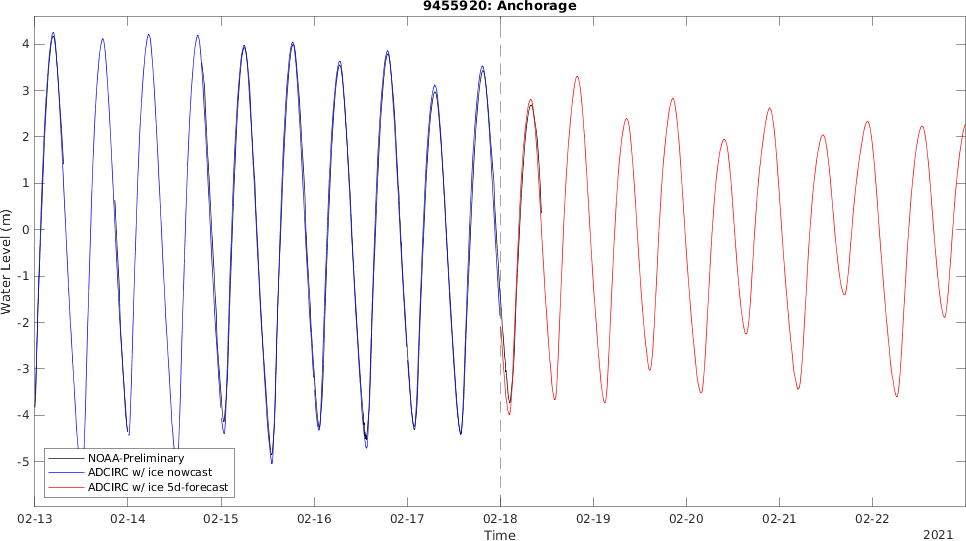 9455920: Anchorage
4
3
2
1
0
-1
-2
-3
-4
-5
Water Level (m)
NOAA-Preliminary
ADCIRC w/ ice nowcast
ADCIRC w/ ice 5d-forecast
02-13 02-14 02-15 02-16 02-17 02-18 02-19 02-20 02-21 02-22
Time
2021